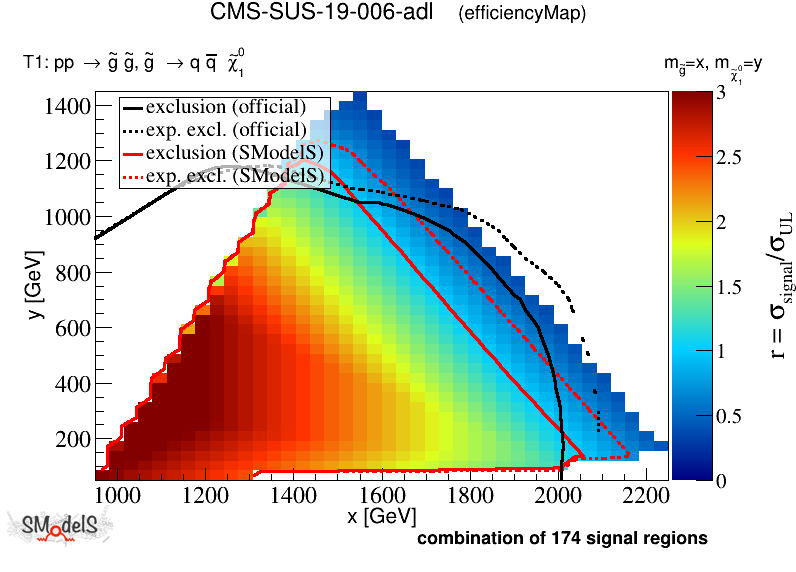 CMS-SUS-19-006-adl (efficiencyMap)
T1: pp → g̃ g̃, g̃ → q q̅ χ̃⁰₁
m_g̃=x, m_χ̃⁰₁=y
exclusion (official)
exp. excl. (official)
exclusion (SModelS)
exp. excl. (SModelS)
y [GeV]
1400
1200
1000
800
600
400
200
1000 1200 1400 1600 1800 2000 2200
x [GeV]
3
2.5
2
1.5
1
0.5
0
r = σ_signal/σ_UL
SModelS
combination of 174 signal regions